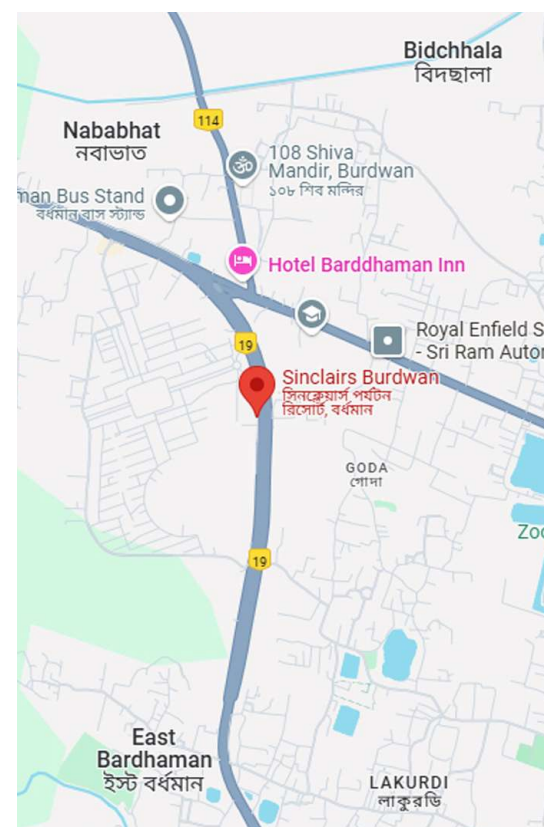 Bidchhala
বিদছালা
114
Nababhat
নবাভাত
108 Shiva
Mandir, Burdwan
১০৮ শিব মন্দির
man Bus Stand
বর্ধমান বাস স্ট্যান্ড
Hotel Barddhaman Inn
19
Royal Enfield S
- Sri Ram Autor
Sinclairs Burdwan
সিনক্লেয়ার্স পর্যটন
রিসোর্ট, বর্ধমান
GODA
গোদা
Zoo
19
East
Bardhaman
ইস্ট বর্ধমান
LAKURDI
লাকুরডি